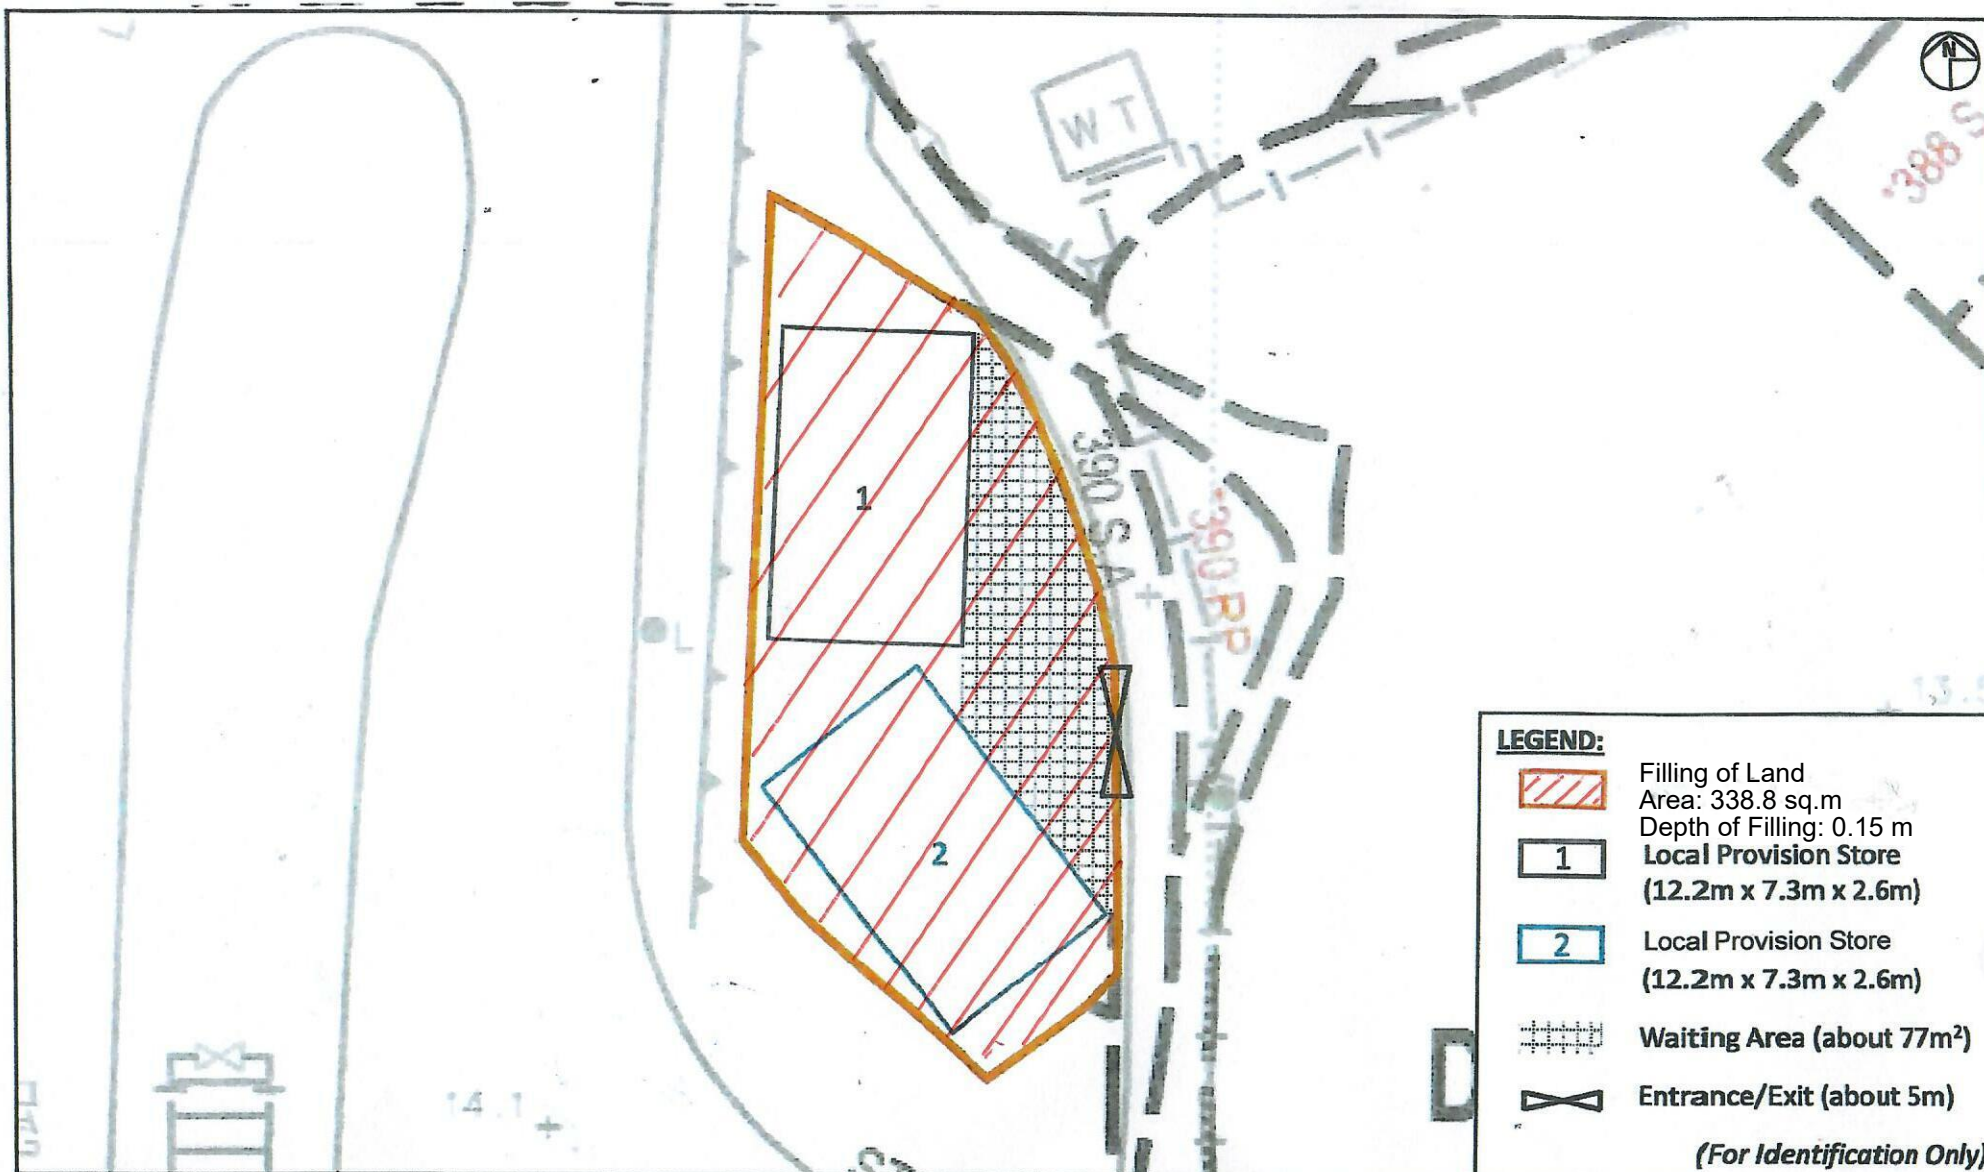 N
W T
'388 S
390 S.A
'390 RP
1
L
2
14.1
LEGEND:
Filling of Land
Area: 338.8 sq.m
Depth of Filling: 0.15 m
1
Local Provision Store
(12.2m x 7.3m x 2.6m)
2
Local Provision Store
(12.2m x 7.3m x 2.6m)
Waiting Area (about 77m²)
Entrance/Exit (about 5m)
(For Identification Only)